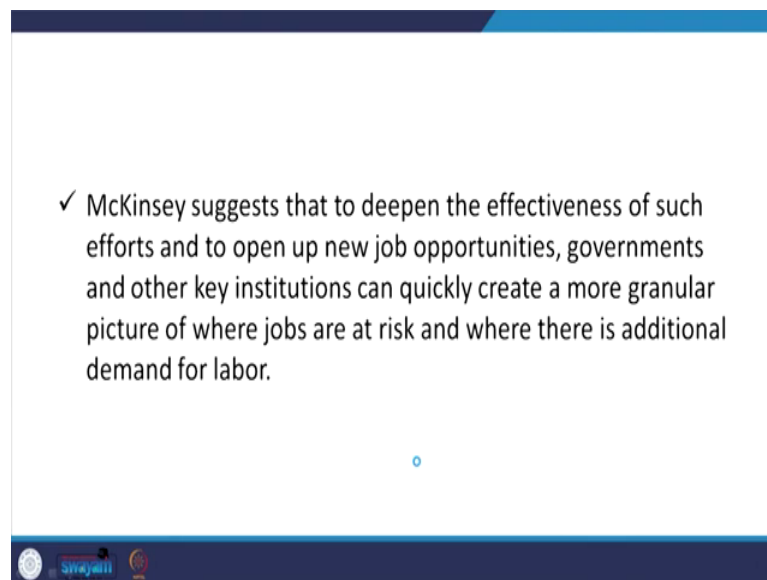 ✓ McKinsey suggests that to deepen the effectiveness of such
efforts and to open up new job opportunities, governments
and other key institutions can quickly create a more granular
picture of where jobs are at risk and where there is additional
demand for labor.
swayam